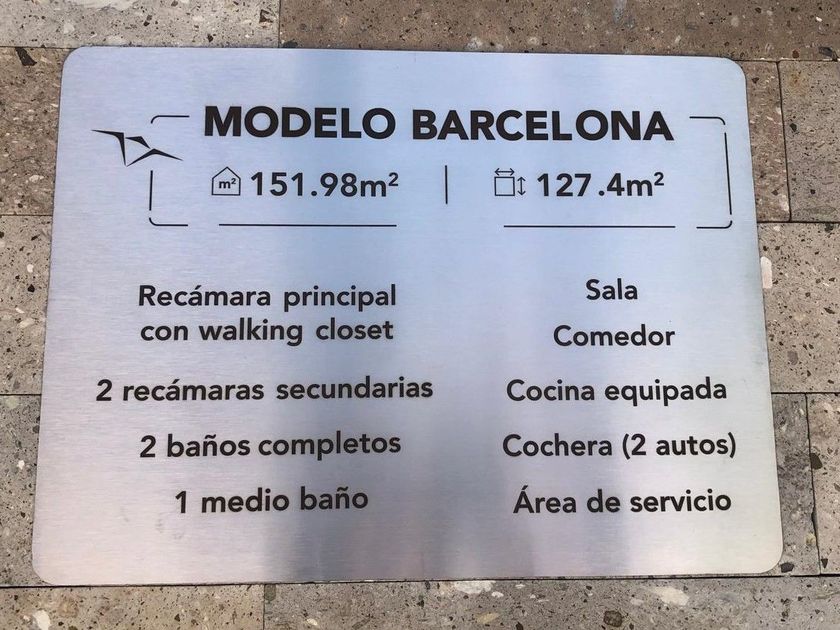 MODELO BARCELONA
m² 151.98m² | 127.4m²
Recámara principal
con walking closet
2 recámaras secundarias
2 baños completos
1 medio baño
Sala
Comedor
Cocina equipada
Cochera (2 autos)
Área de servicio